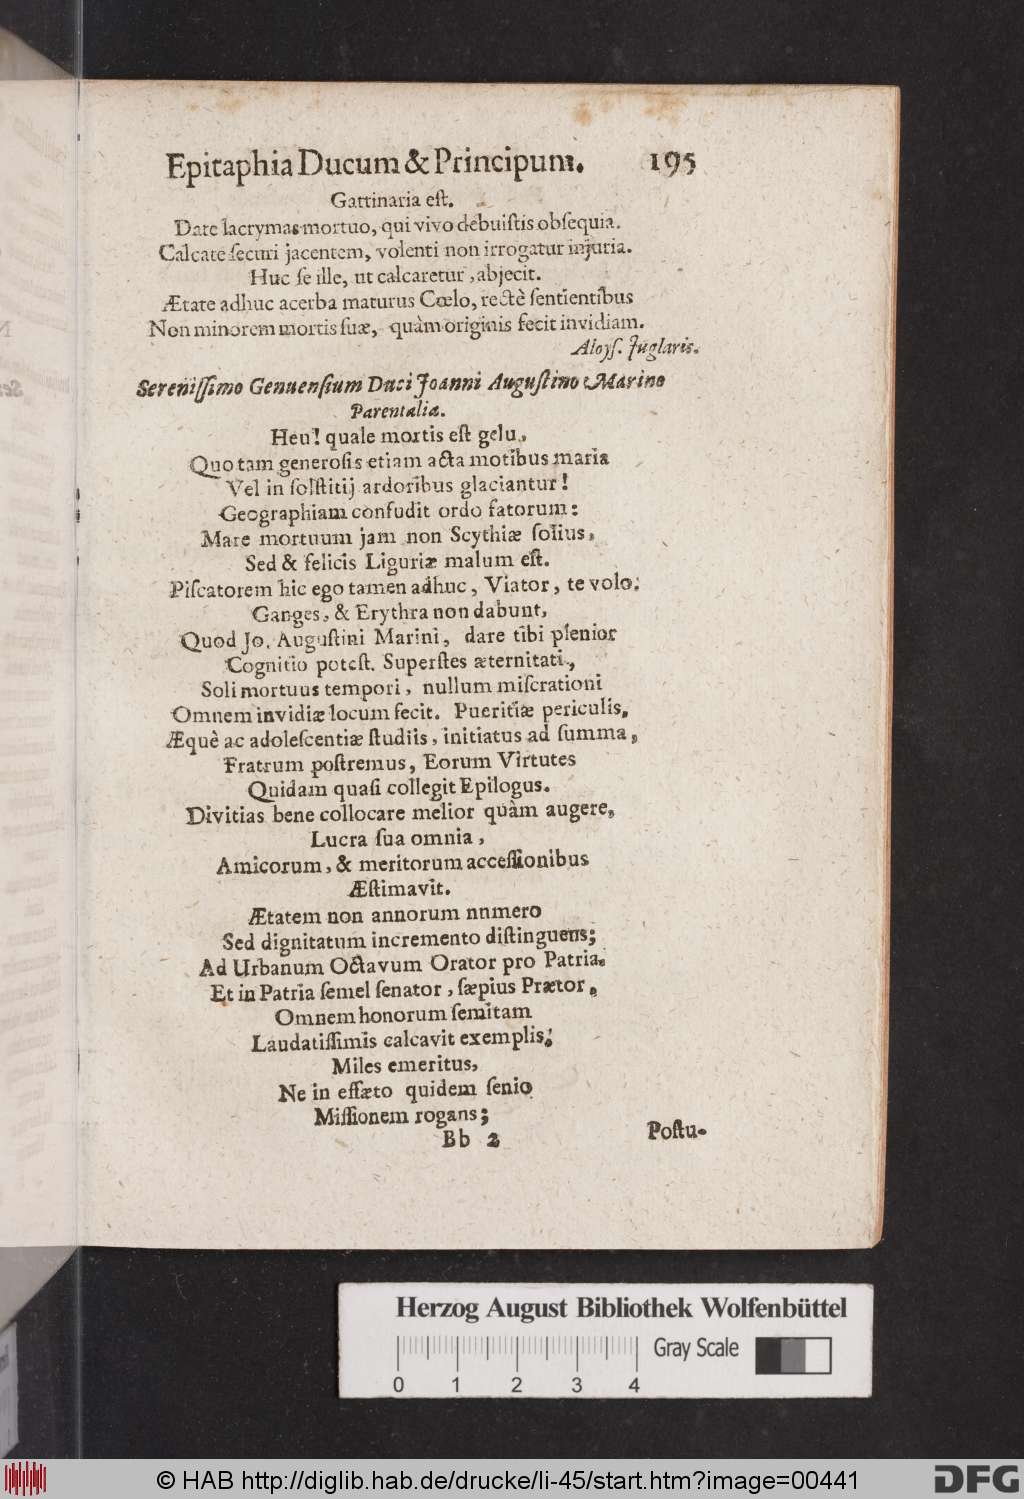 Epitaphia Ducum & Principum. 195
Gattinaria eſt.
Date lacrymas mortuo, qui vivo debuiſtis obſequia.
Calcate ſecuri jacentem, volenti non irrogatur injuria.
Huc ſe ille, ut calcaretur, abjecit.
Ætate adhuc acerba maturus Cœlo, rectè ſentientibus
Non minorem mortis ſuæ, quàm originis fecit invidiam.
Aloyſ. Juglaris.
Sereniſſimo Genuenſium Duci Joanni Auguſtino Marino
Parentalia.
Heu! quale mortis eſt gelu,
Quo tam generoſis etiam acta motibus maria
Vel in ſolſtitij ardoribus glaciantur!
Geographiam confudit ordo fatorum:
Mare mortuum jam non Scythiæ ſolius,
Sed & felicis Liguriæ malum eſt.
Piſcatorem hic ego tamen adhuc, Viator, te volo:
Ganges, & Erythra non dabunt,
Quod Jo. Auguſtini Marini, dare tibi plenior
Cognitio poteſt. Superſtes æternitati,
Soli mortuus tempori, nullum miſerationi
Omnem invidiæ locum fecit. Pueritiæ periculis,
Æquè ac adoleſcentiæ ſtudiis, initiatus ad ſumma,
Fratrum poſtremus, Eorum Virtutes
Quidam quaſi collegit Epilogus.
Divitias bene collocare melior quàm augere,
Lucra ſua omnia,
Amicorum, & meritorum acceſſionibus
Æſtimavit.
Ætatem non annorum nnmero
Sed dignitatum incremento diſtinguens;
Ad Urbanum Octavum Orator pro Patria.
Et in Patria ſemel ſenator, ſæpius Prætor,
Omnem honorum ſemitam
Laudatiſſimis calcavit exemplis;
Miles emeritus,
Ne in effæto quidem ſenio
Miſſionem rogans;
Bb 2 Poſtu-
Herzog August Bibliothek Wolfenbüttel
Gray Scale
0 1 2 3 4
© HAB http://diglib.hab.de/drucke/li-45/start.htm?image=00441
DFG